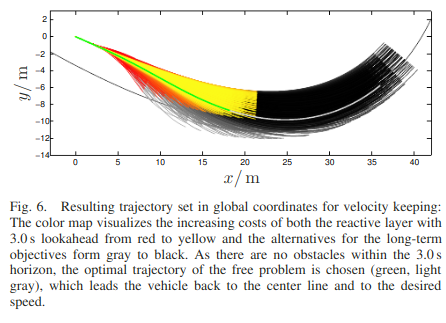 2
0
−2
−4
−6
−8
−10
−12
−14
y/m
0 5 10 15 20 25 30 35 40
x/m
Fig. 6. Resulting trajectory set in global coordinates for velocity keeping:
The color map visualizes the increasing costs of both the reactive layer with
3.0 s lookahead from red to yellow and the alternatives for the long-term
objectives form gray to black. As there are no obstacles within the 3.0 s
horizon, the optimal trajectory of the free problem is chosen (green, light
gray), which leads the vehicle back to the center line and to the desired
speed.